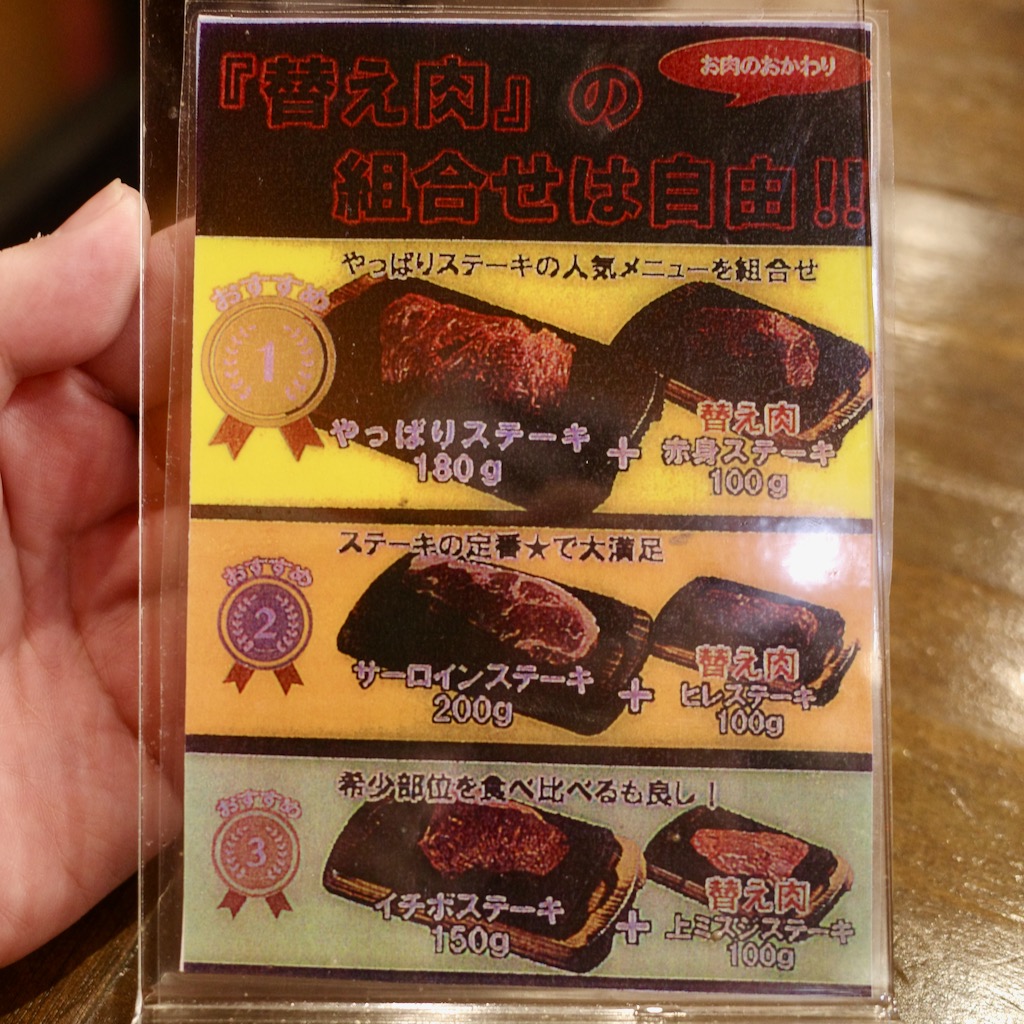 お肉のおかわり
『替え肉』の
組合せは自由!!
やっぱりステーキの人気メニューを組合せ
おすすめ
1
やっぱりステーキ
180g
+
替え肉
赤身ステーキ
100g
ステーキの定番★で大満足
おすすめ
2
サーロインステーキ
200g
+
替え肉
ヒレステーキ
100g
希少部位を食べ比べるも良し!
おすすめ
3
イチボステーキ
150g
+
替え肉
上ミスジステーキ
100g